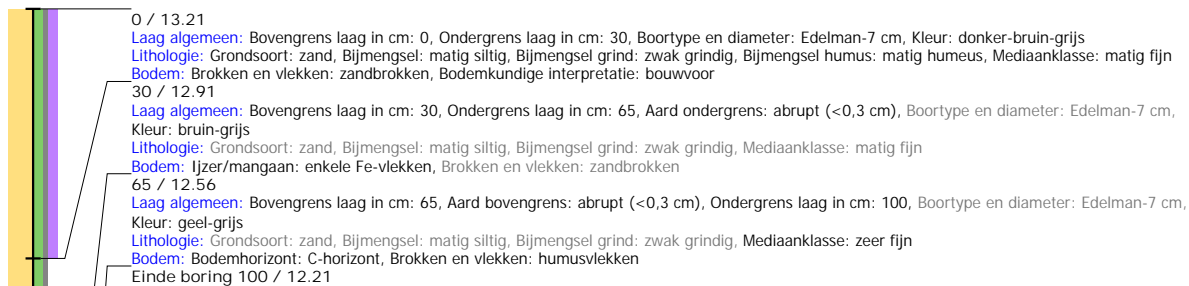 0 / 13.21
Laag algemeen: Bovengrens laag in cm: 0, Ondergrens laag in cm: 30, Boortype en diameter: Edelman-7 cm, Kleur: donker-bruin-grijs
Lithologie: Grondsoort: zand, Bijmengsel: matig siltig, Bijmengsel grind: zwak grindig, Bijmengsel humus: matig humeus, Mediaanklasse: matig fijn
Bodem: Brokken en vlekken: zandbrokken, Bodemkundige interpretatie: bouwvoor
30 / 12.91
Laag algemeen: Bovengrens laag in cm: 30, Ondergrens laag in cm: 65, Aard ondergrens: abrupt (<0,3 cm), Boortype en diameter: Edelman-7 cm,
Kleur: bruin-grijs
Lithologie: Grondsoort: zand, Bijmengsel: matig siltig, Bijmengsel grind: zwak grindig, Mediaanklasse: matig fijn
Bodem: Ijzer/mangaan: enkele Fe-vlekken, Brokken en vlekken: zandbrokken
65 / 12.56
Laag algemeen: Bovengrens laag in cm: 65, Aard bovengrens: abrupt (<0,3 cm), Ondergrens laag in cm: 100, Boortype en diameter: Edelman-7 cm,
Kleur: geel-grijs
Lithologie: Grondsoort: zand, Bijmengsel: matig siltig, Bijmengsel grind: zwak grindig, Mediaanklasse: zeer fijn
Bodem: Bodemhorizont: C-horizont, Brokken en vlekken: humusvlekken
Einde boring 100 / 12.21